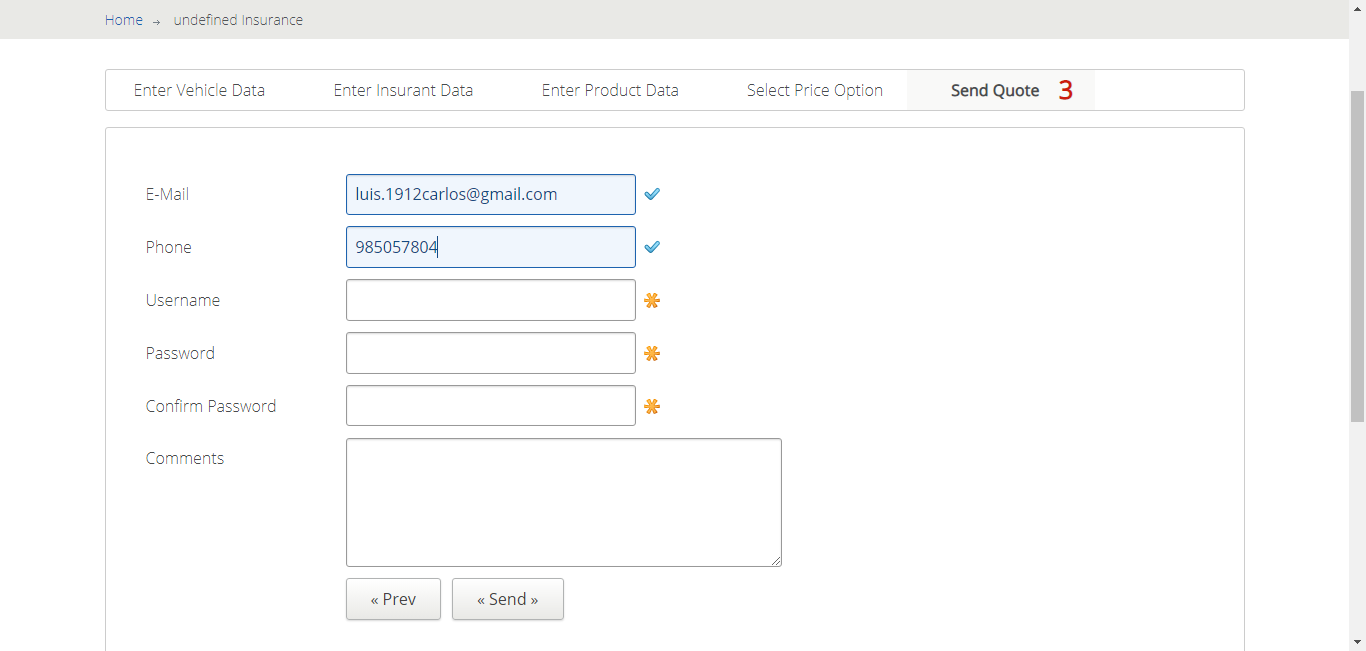 Home → undefined Insurance
Enter Vehicle Data Enter Insurant Data Enter Product Data Select Price Option Send Quote 3
E-Mail luis.1912carlos@gmail.com
Phone 985057804
Username
Password
Confirm Password
Comments
« Prev « Send »